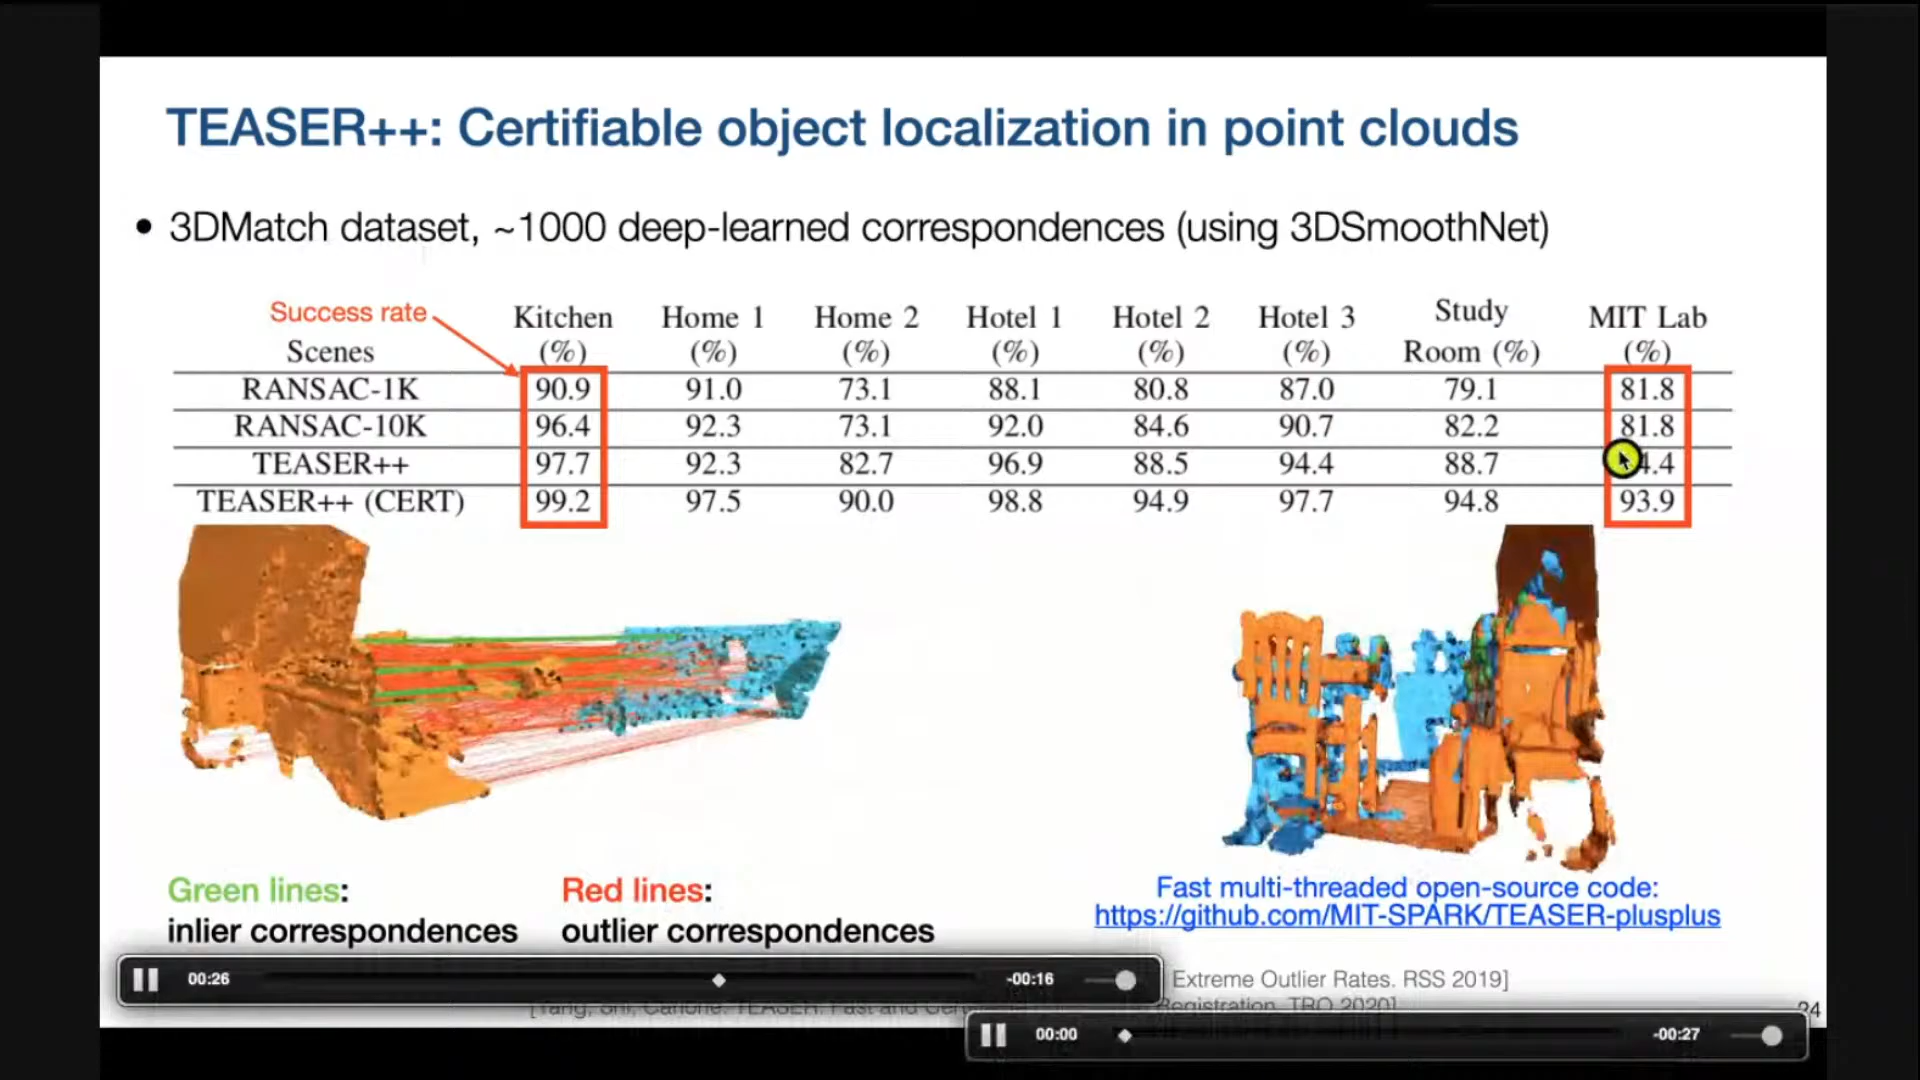 TEASER++: Certifiable object localization in point clouds
• 3DMatch dataset, ~1000 deep-learned correspondences (using 3DSmoothNet)
Success rate
Scenes Kitchen (%) Home 1 (%) Home 2 (%) Hotel 1 (%) Hotel 2 (%) Hotel 3 (%) Study Room (%) MIT Lab (%)
RANSAC-1K 90.9 91.0 73.1 88.1 80.8 87.0 79.1 81.8
RANSAC-10K 96.4 92.3 73.1 92.0 84.6 90.7 82.2 81.8
TEASER++ 97.7 92.3 82.7 96.9 88.5 94.4 88.7 4.4
TEASER++ (CERT) 99.2 97.5 90.0 98.8 94.9 97.7 94.8 93.9
Green lines:
inlier correspondences
Red lines:
outlier correspondences
Fast multi-threaded open-source code:
https://github.com/MIT-SPARK/TEASER-plusplus
00:26 -00:16
Extreme Outlier Rates. RSS 2019]
Registration, TRO 2020]
24
00:00 -00:27